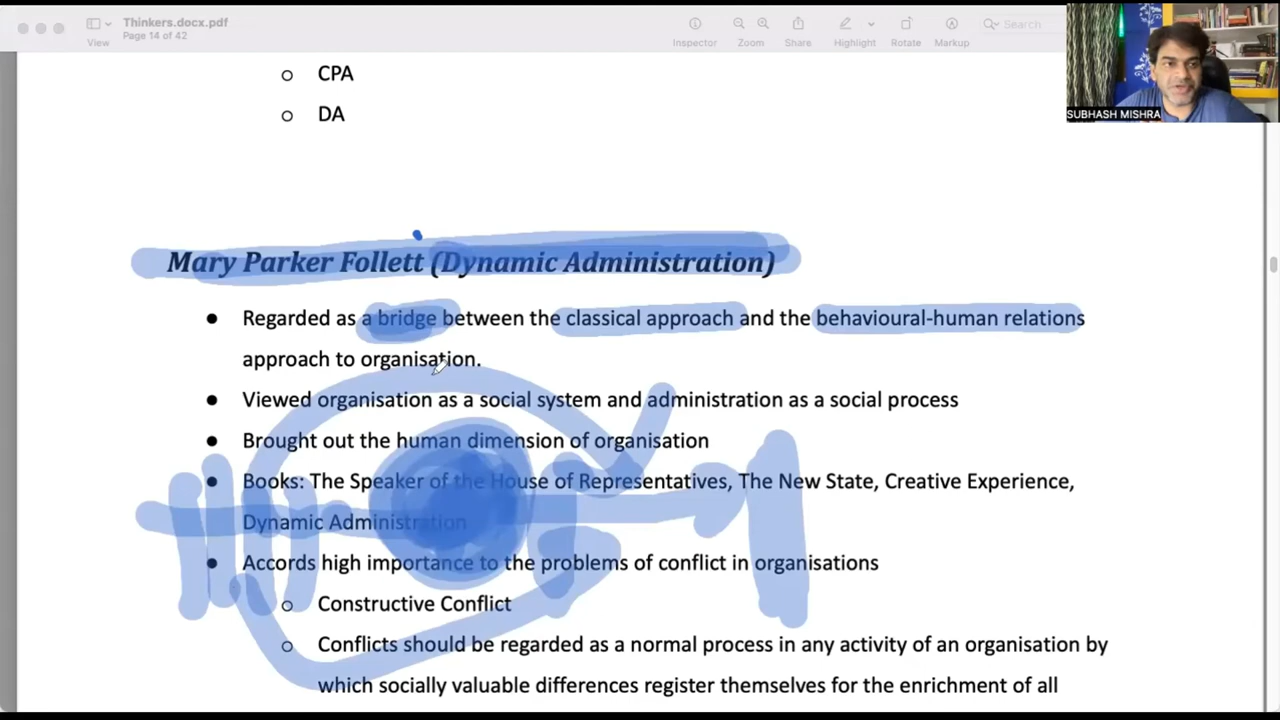 Thinkers.docx.pdf
Page 14 of 42
View
Inspector
Zoom
Share
Highlight
Rotate
Markup
Search
SUBHASH MISHRA
○ CPA
○ DA
Mary Parker Follett (Dynamic Administration)
● Regarded as a bridge between the classical approach and the behavioural-human relations
approach to organisation.
● Viewed organisation as a social system and administration as a social process
● Brought out the human dimension of organisation
● Books: The Speaker of the House of Representatives, The New State, Creative Experience,
Dynamic Administration
● Accords high importance to the problems of conflict in organisations
○ Constructive Conflict
○ Conflicts should be regarded as a normal process in any activity of an organisation by
which socially valuable differences register themselves for the enrichment of all